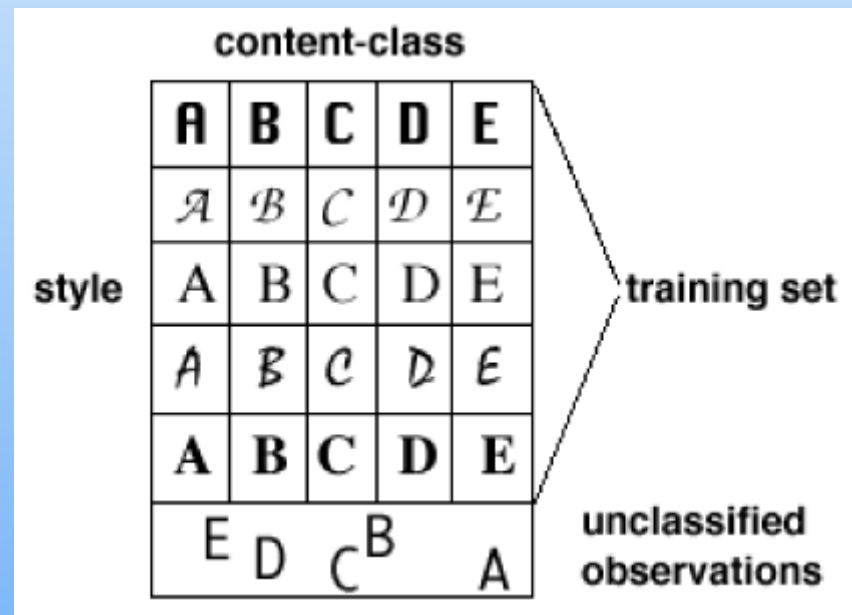 content-class
A B C D E
A B C D E
style A B C D E training set
A B C D E
A B C D E
E D C B A
unclassified
observations